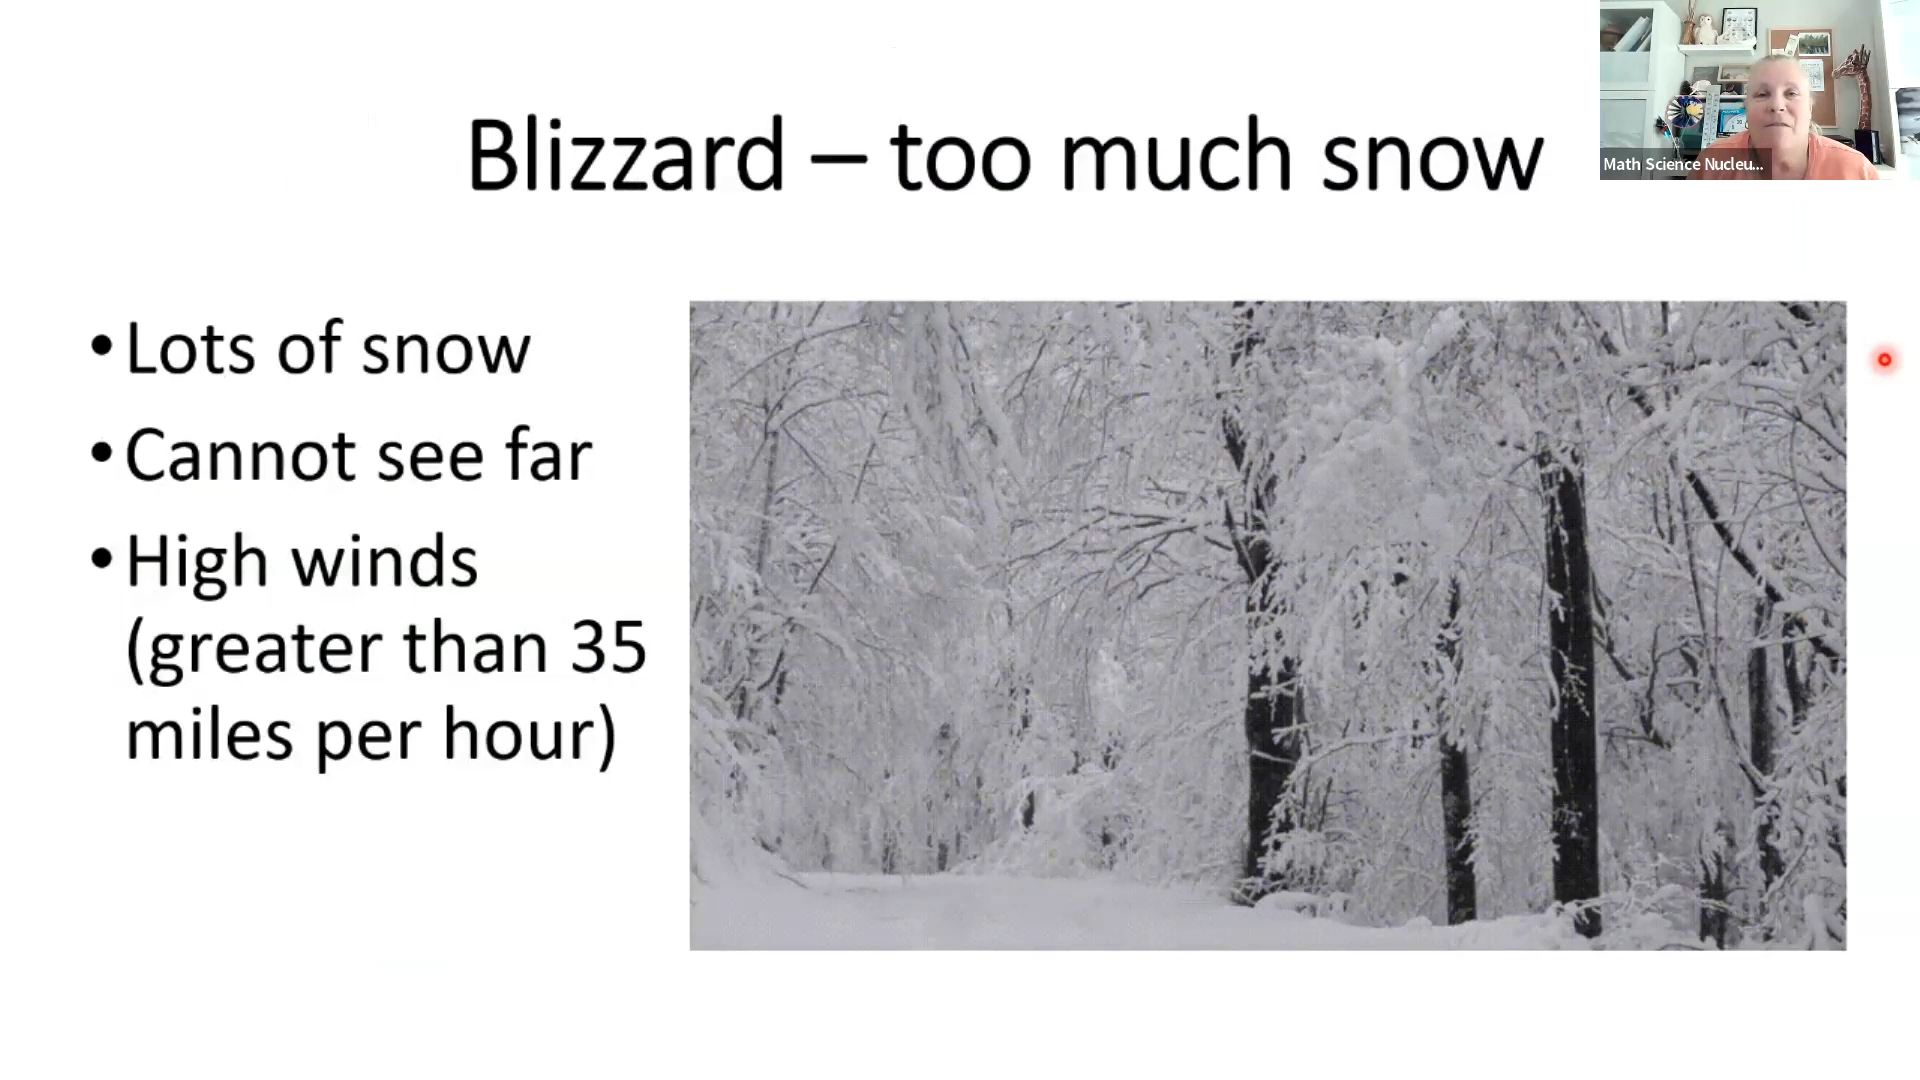 Blizzard – too much snow
• Lots of snow
• Cannot see far
• High winds
(greater than 35
miles per hour)
Math Science Nucleu...